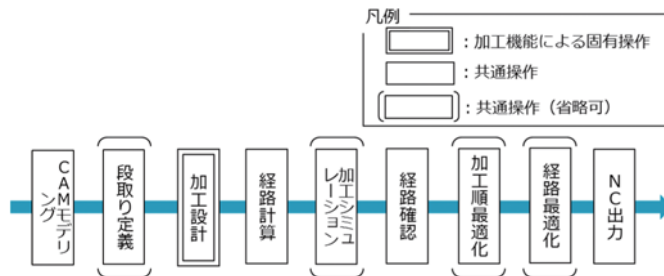 凡例
：加工機能による固有操作
：共通操作
：共通操作（省略可）
CAMモデリ
ング
段取り定義
加工設計
経路計算
加工シミュ
レーション
経路確認
加工順最適化
経路最適化
NC出力